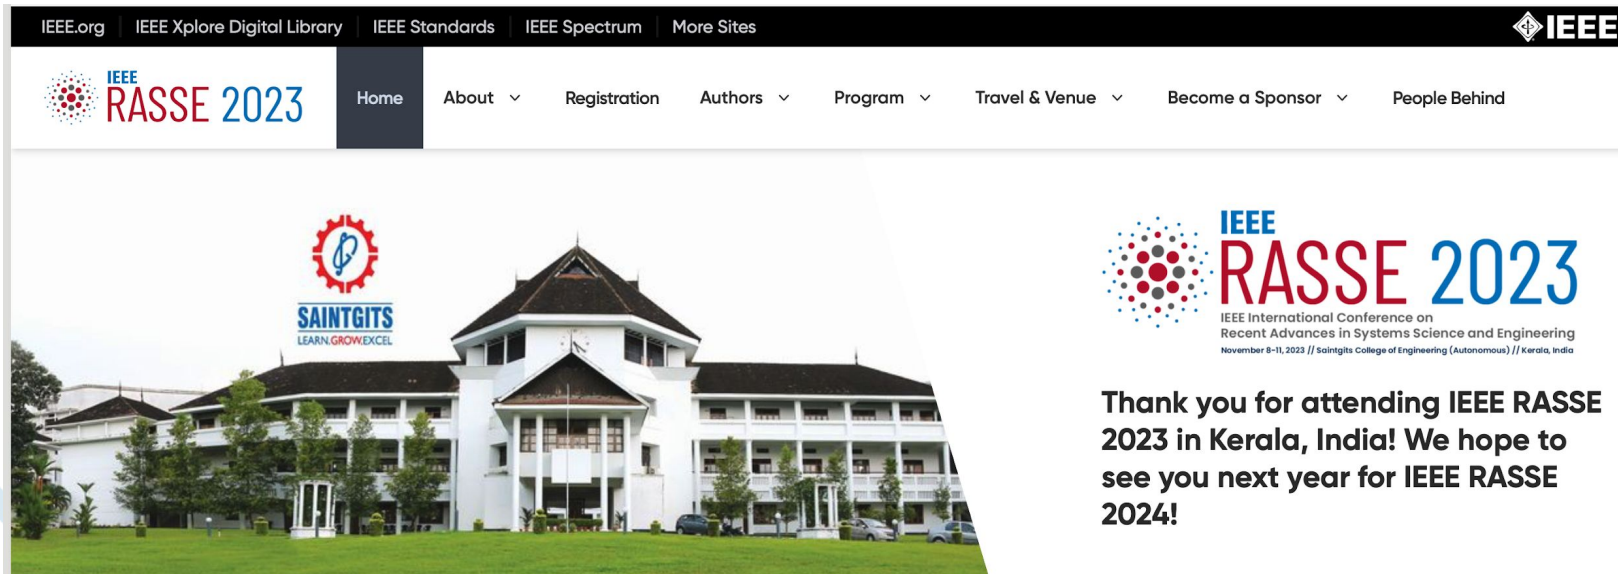 IEEE.org IEEE Xplore Digital Library IEEE Standards IEEE Spectrum More Sites
IEEE
IEEE
RASSE 2023
Home About Registration Authors Program Travel & Venue Become a Sponsor People Behind
SAINTGITS
LEARN.GROW.EXCEL
IEEE
RASSE 2023
IEEE International Conference on
Recent Advances in Systems Science and Engineering
November 8-11, 2023 // Saintgits College of Engineering (Autonomous) // Kerala, India
Thank you for attending IEEE RASSE
2023 in Kerala, India! We hope to
see you next year for IEEE RASSE
2024!